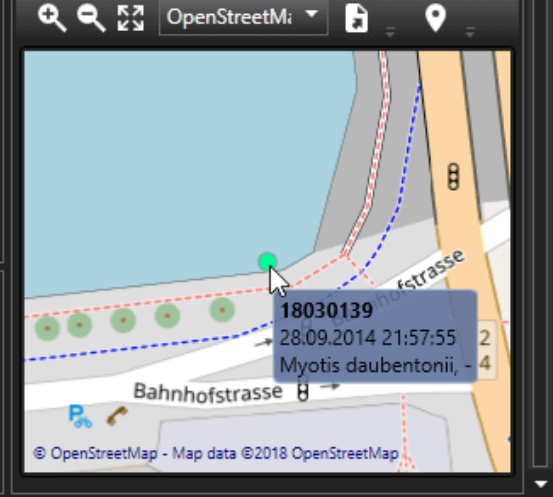 OpenStreetMa
Bahnhofstrasse
18030139
28.09.2014 21:57:55
Myotis daubentonii, -
2
4
Bahnhofstrasse
P
© OpenStreetMap - Map data ©2018 OpenStreetMap